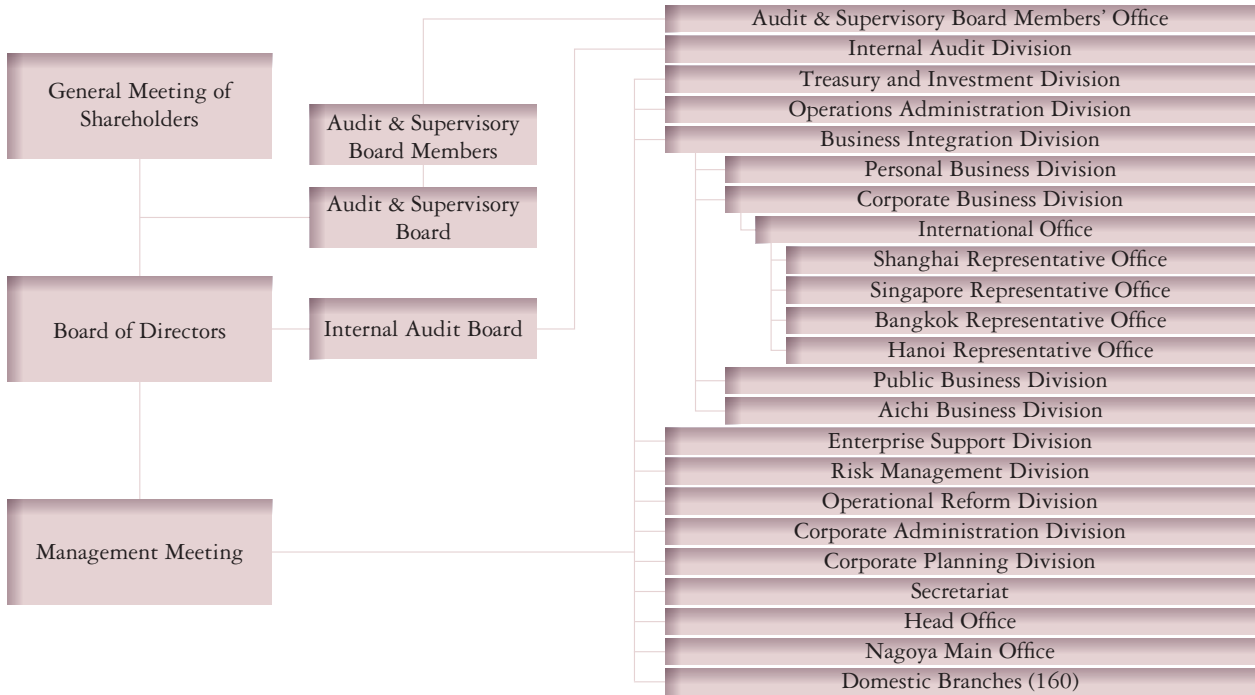 General Meeting of
Shareholders
Board of Directors
Management Meeting
Audit & Supervisory
Board Members
Audit & Supervisory
Board
Internal Audit Board
Audit & Supervisory Board Members’ Office
Internal Audit Division
Treasury and Investment Division
Operations Administration Division
Business Integration Division
Personal Business Division
Corporate Business Division
International Office
Shanghai Representative Office
Singapore Representative Office
Bangkok Representative Office
Hanoi Representative Office
Public Business Division
Aichi Business Division
Enterprise Support Division
Risk Management Division
Operational Reform Division
Corporate Administration Division
Corporate Planning Division
Secretariat
Head Office
Nagoya Main Office
Domestic Branches (160)